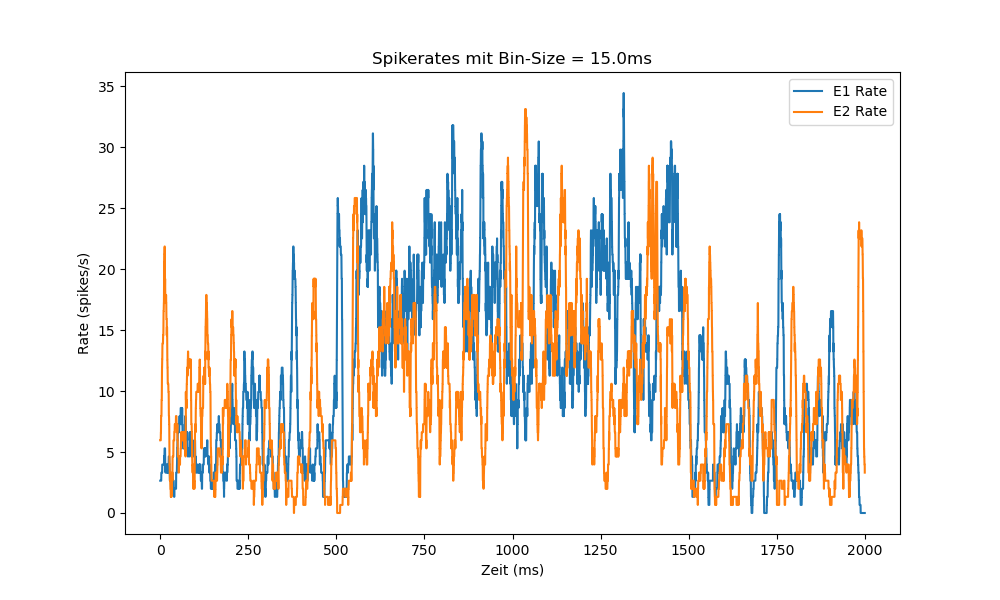 Spikerates mit Bin-Size = 15.0ms
E1 Rate
E2 Rate
Rate (spikes/s)
35
30
25
20
15
10
5
0
0 250 500 750 1000 1250 1500 1750 2000
Zeit (ms)